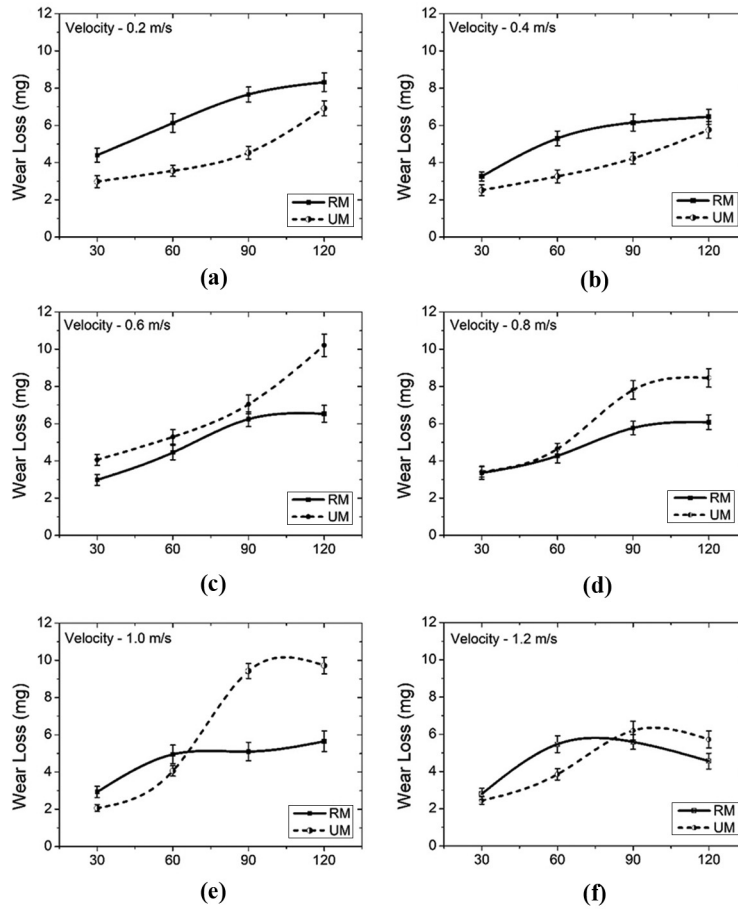 Velocity - 0.2 m/s
Wear Loss (mg)
12
10
8
6
4
2
0
30 60 90 120
RM
UM
(a)
Velocity - 0.4 m/s
Wear Loss (mg)
12
10
8
6
4
2
0
30 60 90 120
RM
UM
(b)
Velocity - 0.6 m/s
Wear Loss (mg)
12
10
8
6
4
2
0
30 60 90 120
RM
UM
(c)
Velocity - 0.8 m/s
Wear Loss (mg)
12
10
8
6
4
2
0
30 60 90 120
RM
UM
(d)
Velocity - 1.0 m/s
Wear Loss (mg)
12
10
8
6
4
2
0
30 60 90 120
RM
UM
(e)
Velocity - 1.2 m/s
Wear Loss (mg)
12
10
8
6
4
2
0
30 60 90 120
RM
UM
(f)